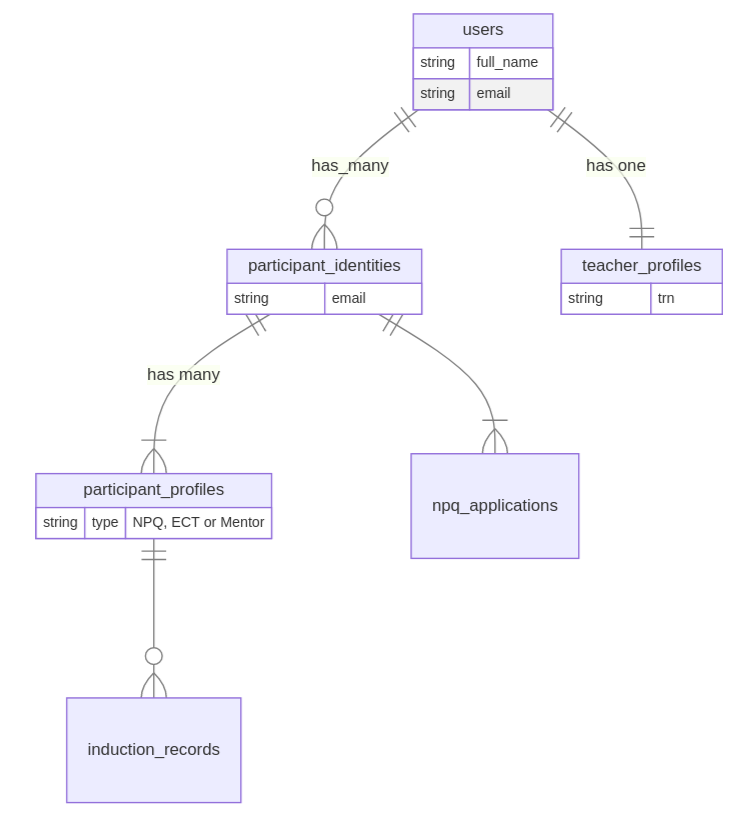 users
string full_name
string email
has_many
has one
participant_identities
string email
teacher_profiles
string trn
has many
participant_profiles
string type NPQ, ECT or Mentor
npq_applications
induction_records